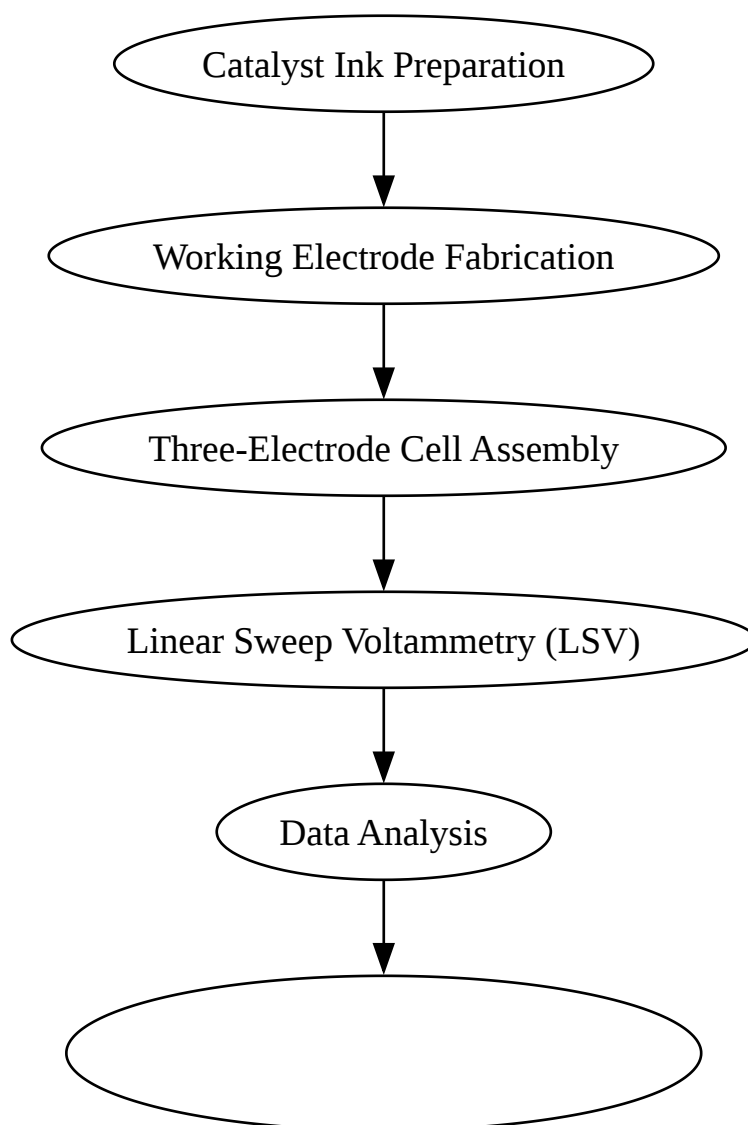 Catalyst Ink Preparation
Working Electrode Fabrication
Three-Electrode Cell Assembly
Linear Sweep Voltammetry (LSV)
Data Analysis